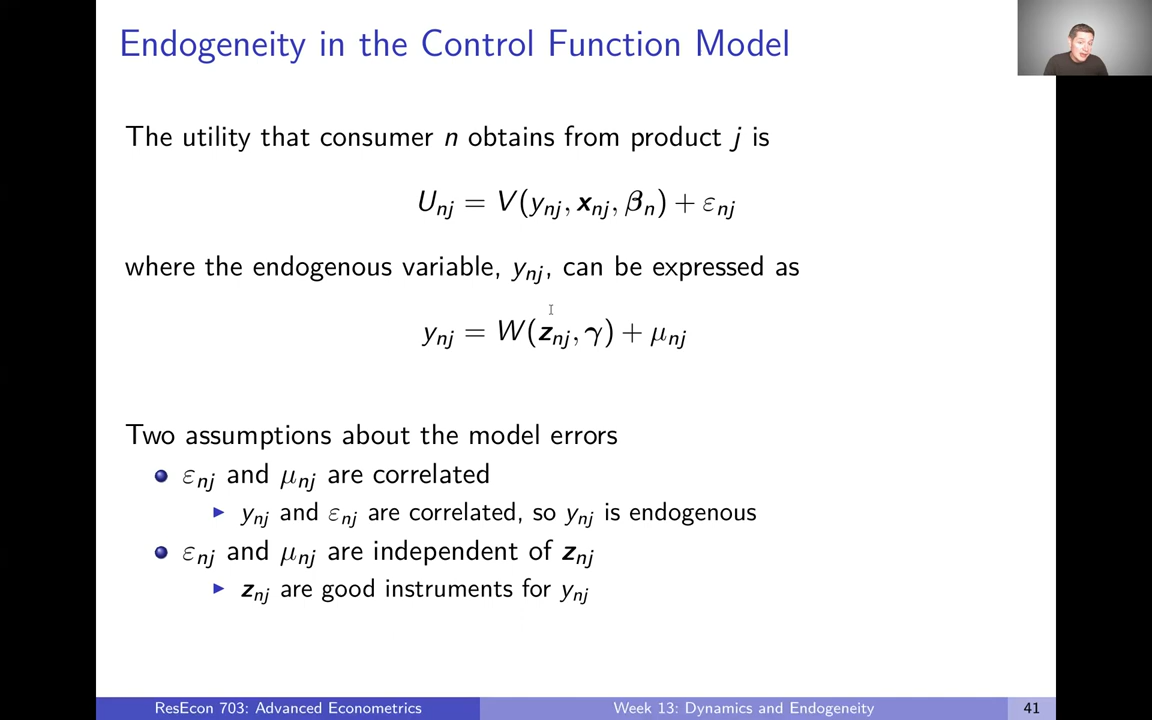 Endogeneity in the Control Function Model
The utility that consumer n obtains from product j is
U_nj = V(y_nj, x_nj, β_n) + ε_nj
where the endogenous variable, y_nj, can be expressed as
y_nj = W(z_nj, γ) + μ_nj
Two assumptions about the model errors
ε_nj and μ_nj are correlated
y_nj and ε_nj are correlated, so y_nj is endogenous
ε_nj and μ_nj are independent of z_nj
z_nj are good instruments for y_nj
ResEcon 703: Advanced Econometrics
Week 13: Dynamics and Endogeneity
41